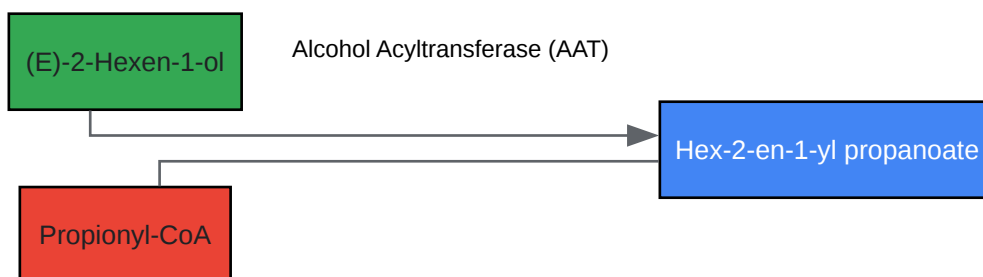 (E)-2-Hexen-1-ol
Alcohol Acyltransferase (AAT)
Hex-2-en-1-yl propanoate
Propionyl-CoA